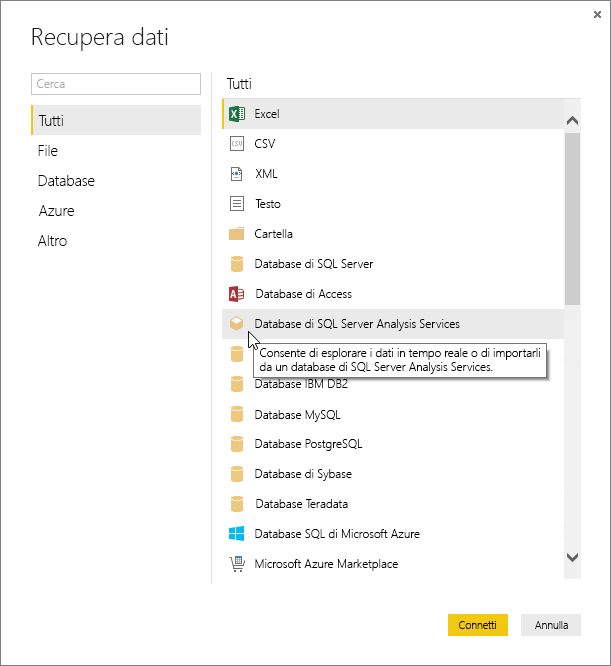 Recupera dati
Cerca
Tutti
File
Database
Azure
Altro
Tutti
Excel
CSV
XML
Testo
Cartella
Database di SQL Server
Database di Access
Database di SQL Server Analysis Services
Consente di esplorare i dati in tempo reale o di importarli
da un database di SQL Server Analysis Services.
Database IBM DB2
Database MySQL
Database PostgreSQL
Database di Sybase
Database Teradata
Database SQL di Microsoft Azure
Microsoft Azure Marketplace
Connetti
Annulla